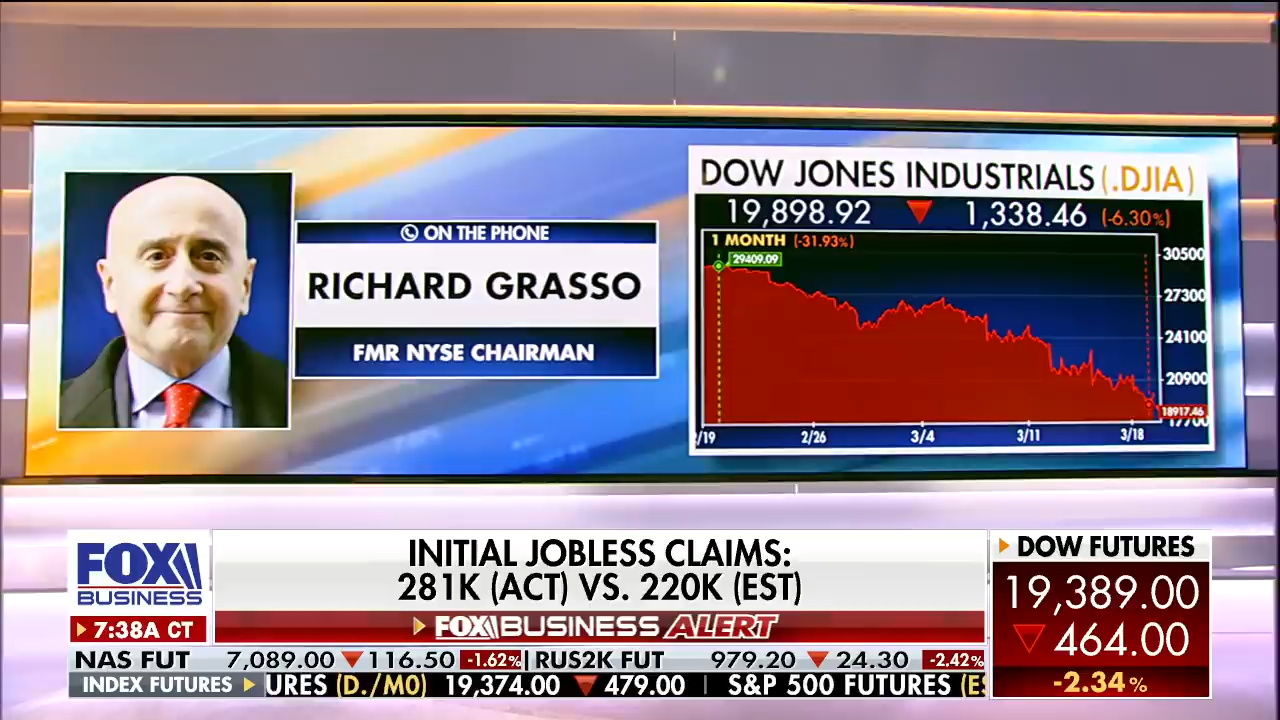 ON THE PHONE
RICHARD GRASSO
FMR NYSE CHAIRMAN
DOW JONES INDUSTRIALS (.DJIA)
19,898.92 ▼ 1,338.46 (-6.30%)
1 MONTH (-31.93%)
29409.09
30500
27300
24100
20900
18917.46
17700
2/19 2/26 3/4 3/11 3/18
FOX BUSINESS
7:38A CT
INITIAL JOBLESS CLAIMS:
281K (ACT) VS. 220K (EST)
FOX BUSINESS ALERT
DOW FUTURES
19,389.00
▼ 464.00
-2.34%
NAS FUT 7,089.00 ▼ 116.50 -1.62% | RUS2K FUT 979.20 ▼ 24.30 -2.42%
INDEX FUTURES URES (D./M0) 19,374.00 ▼ 479.00 | S&P 500 FUTURES (ES